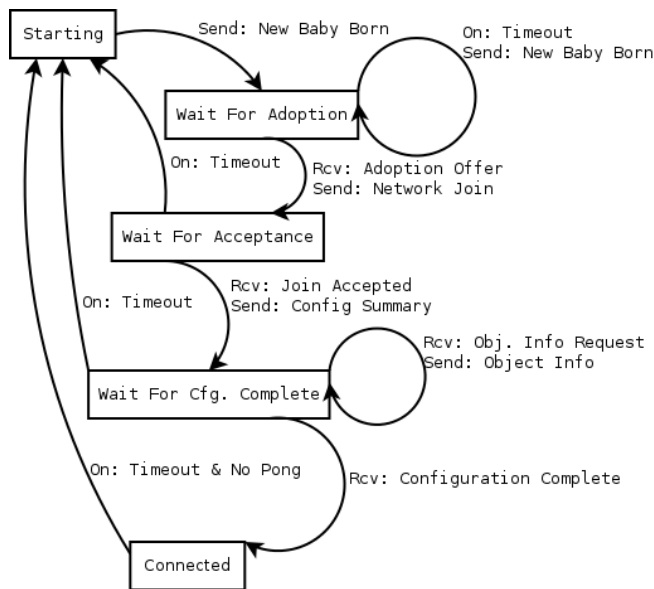 Starting
Send: New Baby Born
On: Timeout
Send: New Baby Born
Wait For Adoption
On: Timeout
Rcv: Adoption Offer
Send: Network Join
Wait For Acceptance
Rcv: Join Accepted
Send: Config Summary
On: Timeout
Rcv: Obj. Info Request
Send: Object Info
Wait For Cfg. Complete
On: Timeout & No Pong
Rcv: Configuration Complete
Connected